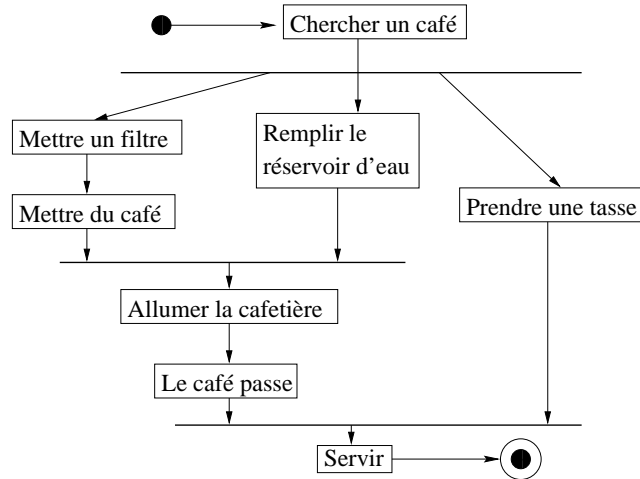 Chercher un café
Mettre un filtre
Remplir le
réservoir d'eau
Mettre du café
Prendre une tasse
Allumer la cafetière
Le café passe
Servir